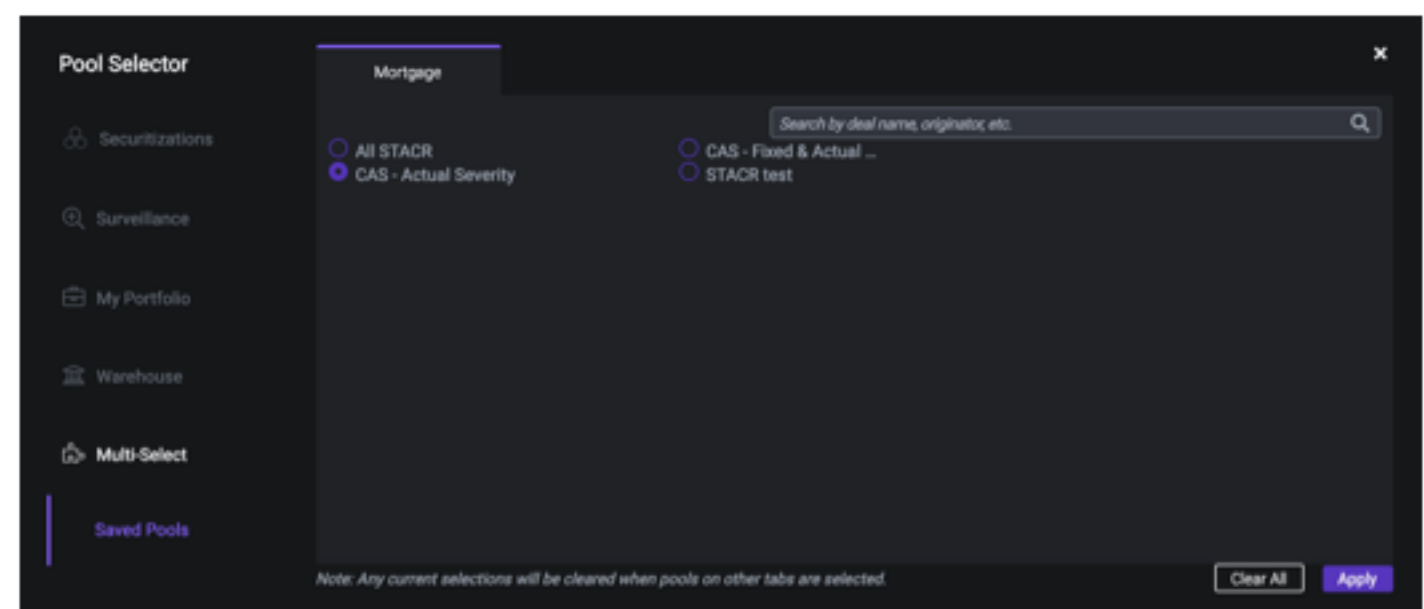 Pool Selector
Mortgage
×
Securitizations
Search by deal name, originator, etc.
All STACR
CAS - Fixed & Actual ...
CAS - Actual Severity
STACR test
Surveillance
My Portfolio
Warehouse
Multi-Select
Saved Pools
Note: Any current selections will be cleared when pools on other tabs are selected.
Clear All
Apply